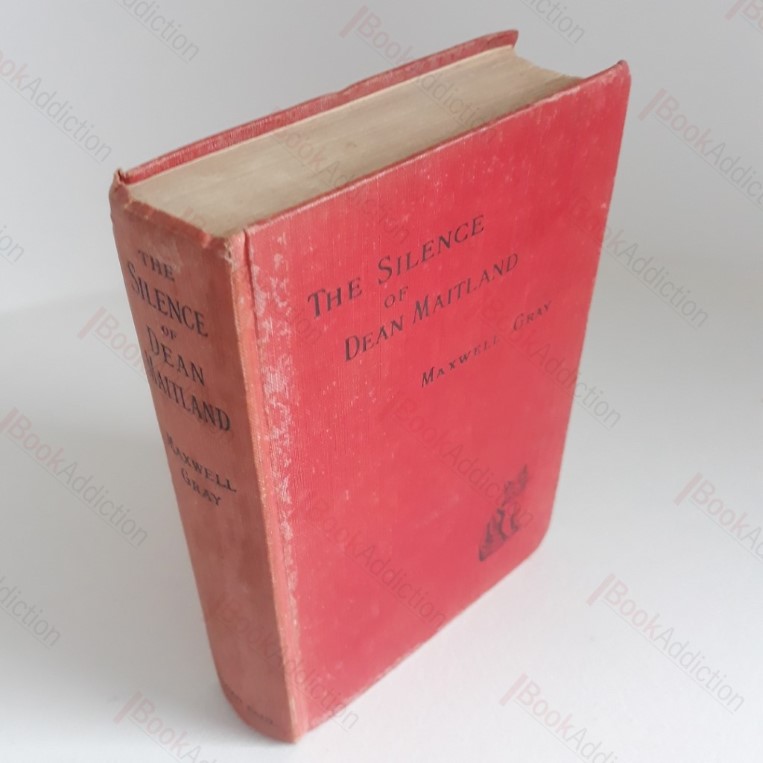 THE
SILENCE
OF
DEAN
MAITLAND
MAXWELL
GRAY
THE SILENCE
OF
DEAN MAITLAND
MAXWELL GRAY
BookAddiction